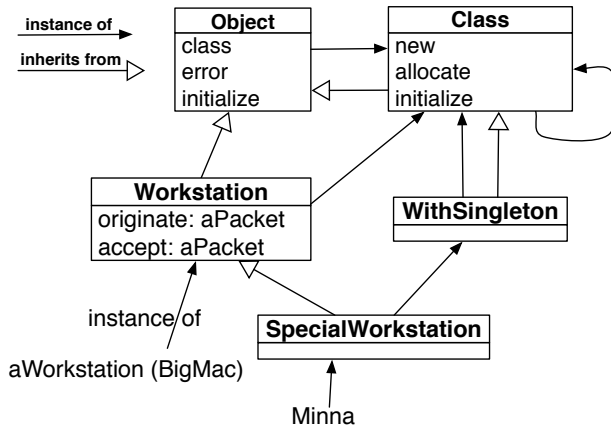 instance of
inherits from
Object
class
error
initialize
Class
new
allocate
initialize
Workstation
originate: aPacket
accept: aPacket
WithSingleton
instance of
SpecialWorkstation
aWorkstation (BigMac)
Minna